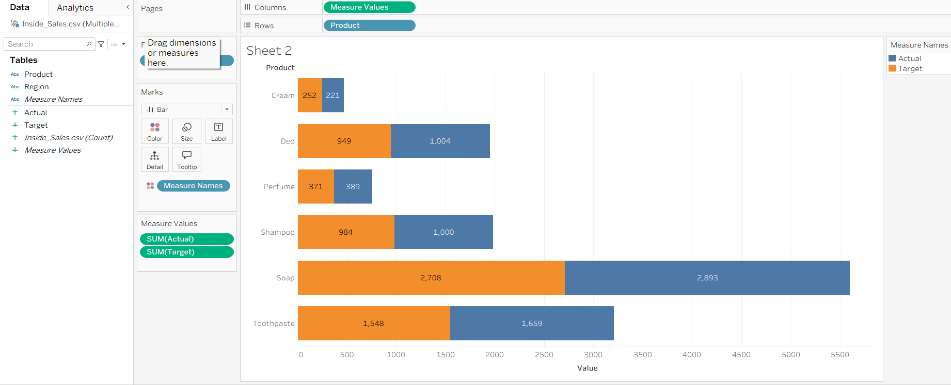 Data
Analytics
Inside_Sales.csv (Multiple...
Search
Tables
Abc Product
Abc Region
Abc Measure Names
Actual
Target
Inside_Sales.csv (Count)
Measure Values
Pages
F
Drag dimensions
or measures
here.
Marks
Bar
Color Size Label
Detail Tooltip
Measure Names
Measure Values
SUM(Actual)
SUM(Target)
Columns Measure Values
Rows Product
Sheet 2
Product
Cream 252 221
Deo 949 1,004
Perfume 371 389
Shampoo 984 1,000
Soap 2,708 2,893
Toothpaste 1,548 1,659
0 500 1000 1500 2000 2500 3000 3500 4000 4500 5000 5500
Value
Measure Names
Actual
Target